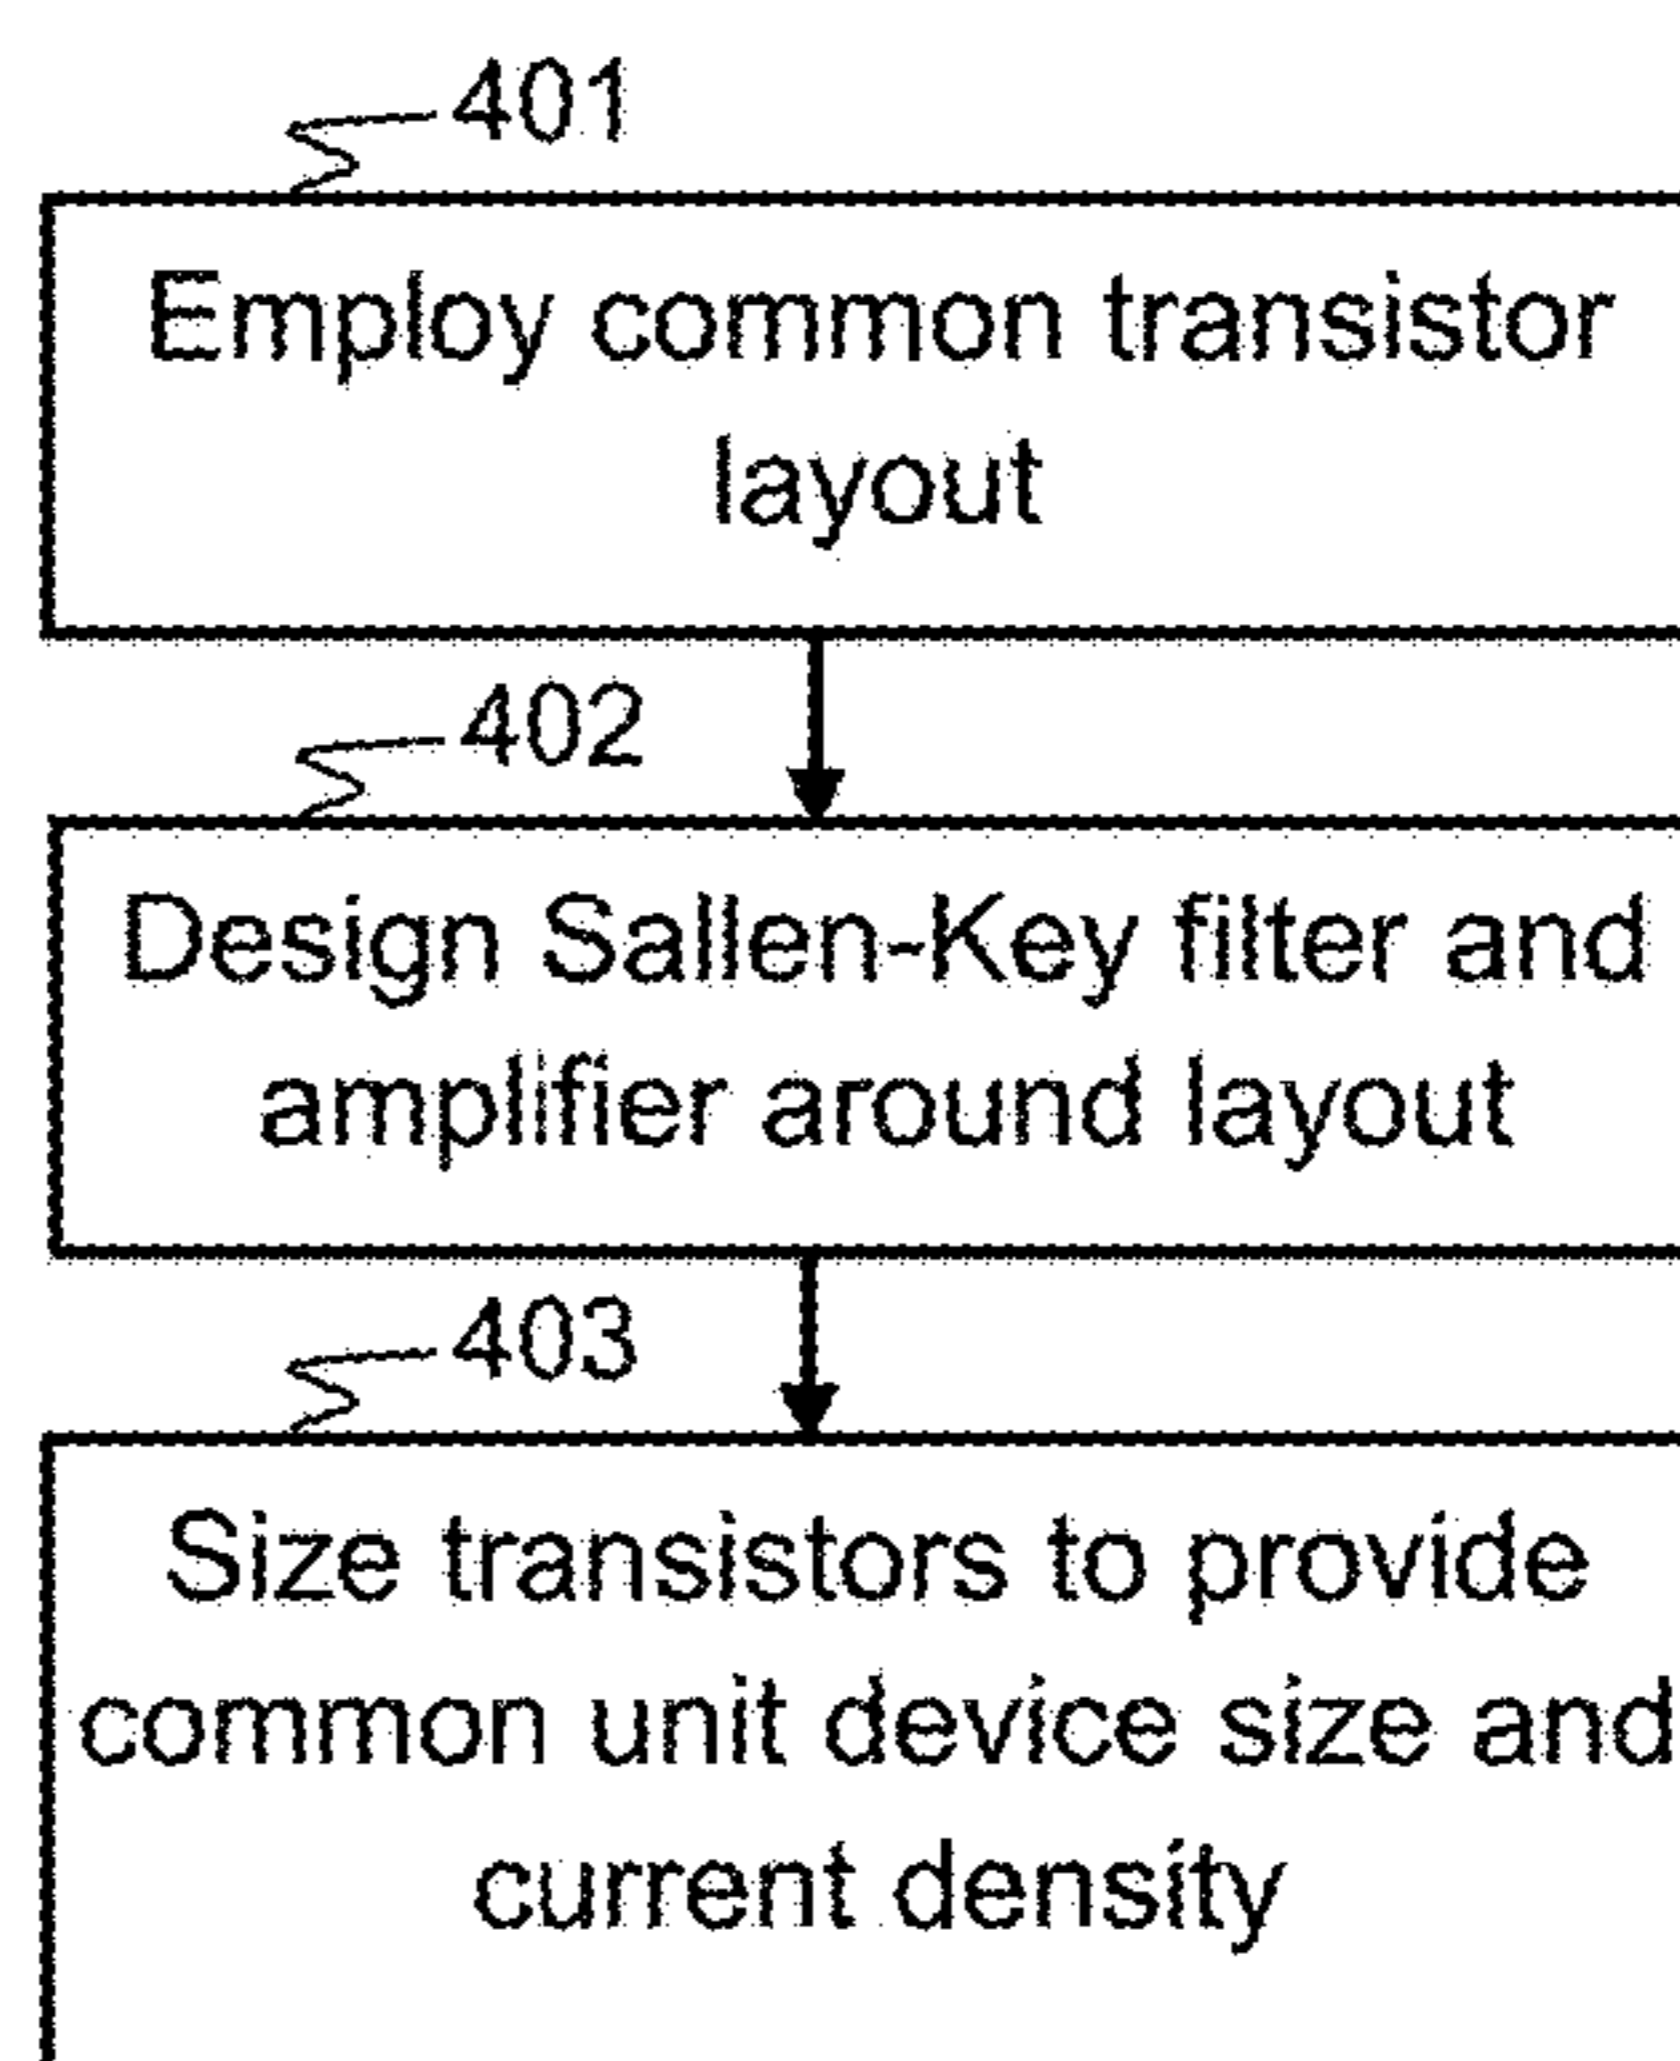 401
Employ common transistor
layout
402
Design Sallen-Key filter and
amplifier around layout
403
Size transistors to provide
common unit device size and
current density